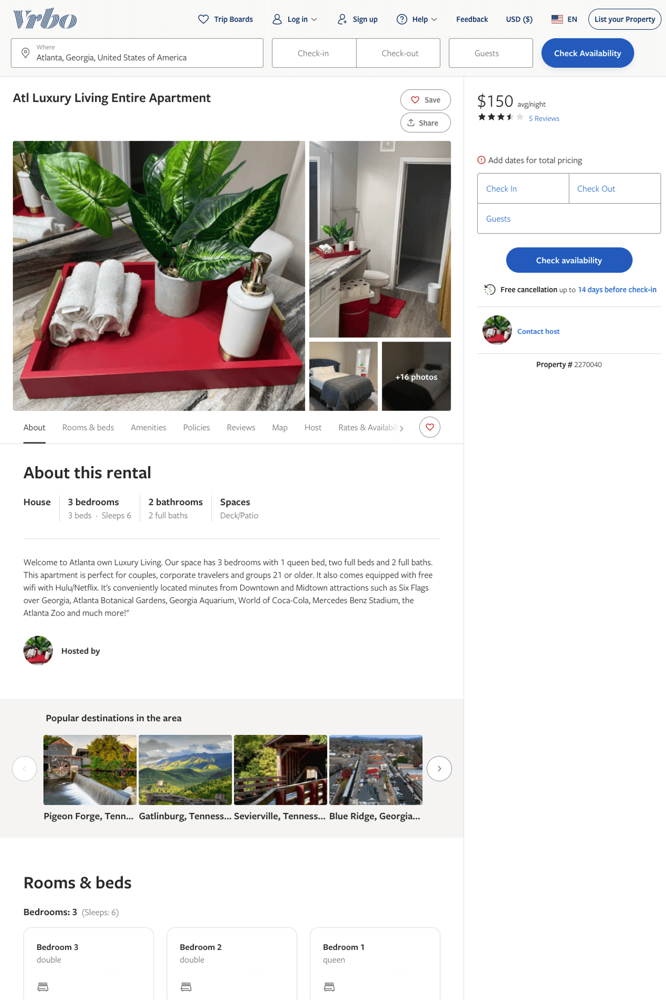 Vrbo
Trip Boards
Log in
Sign up
Help
Feedback
USD ($)
EN
List your Property
Where
Atlanta, Georgia, United States of America
Check-in
Check-out
Guests
Check Availability
Atl Luxury Living Entire Apartment
Save
Share
$150 avg/night
5 Reviews
Add dates for total pricing
Check In
Check Out
Guests
Check availability
Free cancellation up to 14 days before check-in
Contact host
Property # 2270040
+16 photos
About
Rooms & beds
Amenities
Policies
Reviews
Map
Host
Rates & Availabili
About this rental
House
3 bedrooms
3 beds · Sleeps 6
2 bathrooms
2 full baths
Spaces
Deck/Patio
Welcome to Atlanta own Luxury Living. Our space has 3 bedrooms with 1 queen bed, two full beds and 2 full baths.
This apartment is perfect for couples, corporate travelers and groups 21 or older. It also comes equipped with free
wifi with Hulu/Netflix. It's conveniently located minutes from Downtown and Midtown attractions such as Six Flags
over Georgia, Atlanta Botanical Gardens, Georgia Aquarium, World of Coca-Cola, Mercedes Benz Stadium, the
Atlanta Zoo and much more!"
Hosted by
Popular destinations in the area
Pigeon Forge, Tenn...
Gatlinburg, Tenness...
Sevierville, Tenness...
Blue Ridge, Georgia...
Rooms & beds
Bedrooms: 3 (Sleeps: 6)
Bedroom 3
double
Bedroom 2
double
Bedroom 1
queen